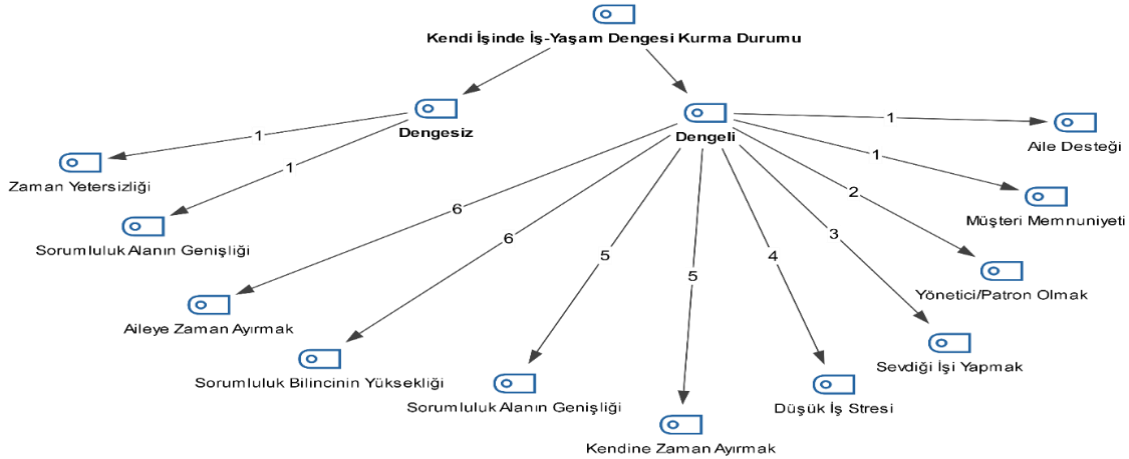 Kendi İşinde İş-Yaşam Dengesi Kurma Durumu
Dengesiz
Dengeli
1
1
Zaman Yetersizliği
Sorumluluk Alanın Genişliği
6
6
5
5
4
3
2
1
1
Aile Desteği
Müşteri Memnuniyeti
Yönetici/Patron Olmak
Sevdiği İşi Yapmak
Düşük İş Stresi
Kendine Zaman Ayırmak
Sorumluluk Alanın Genişliği
Sorumluluk Bilincinin Yüksekliği
Aileye Zaman Ayırmak